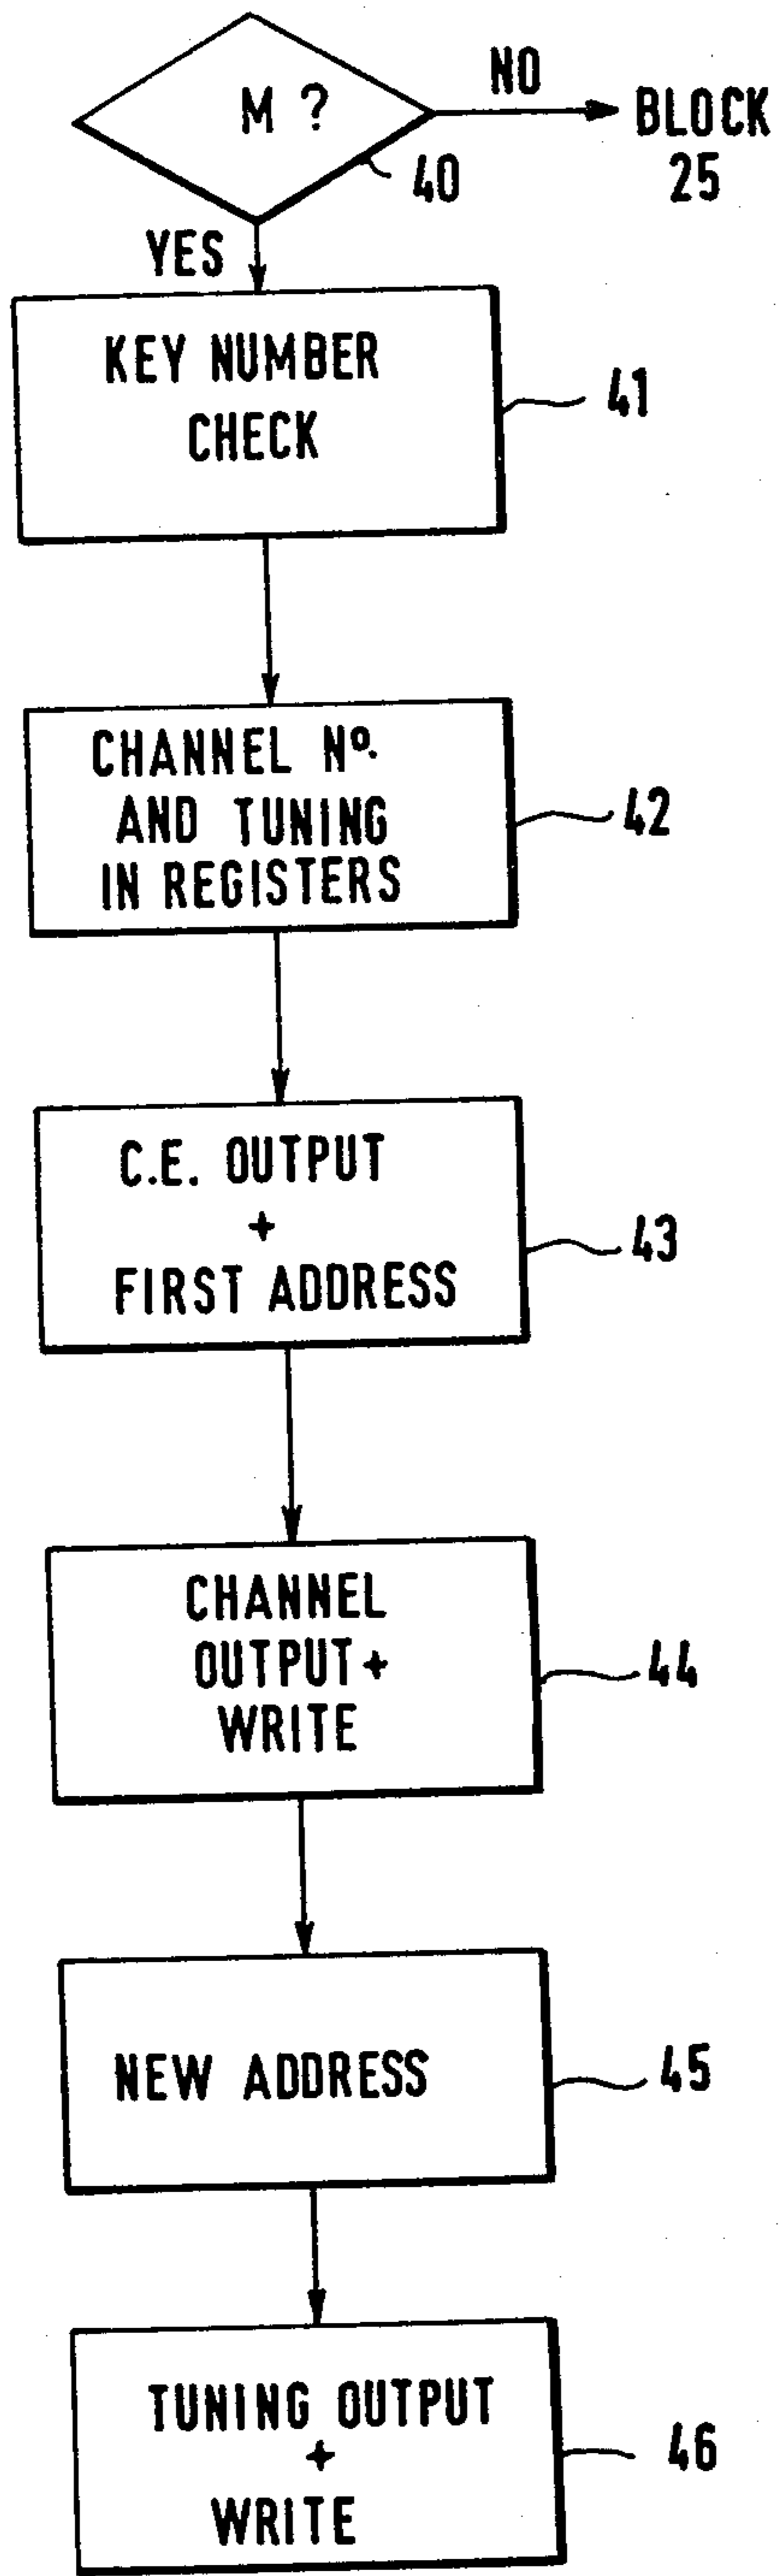 M ?
NO
BLOCK
25
40
YES
KEY NUMBER
CHECK
41
CHANNEL Nº.
AND TUNING
IN REGISTERS
42
C.E. OUTPUT
+
FIRST ADDRESS
43
CHANNEL
OUTPUT +
WRITE
44
NEW ADDRESS
45
TUNING OUTPUT
+
WRITE
46